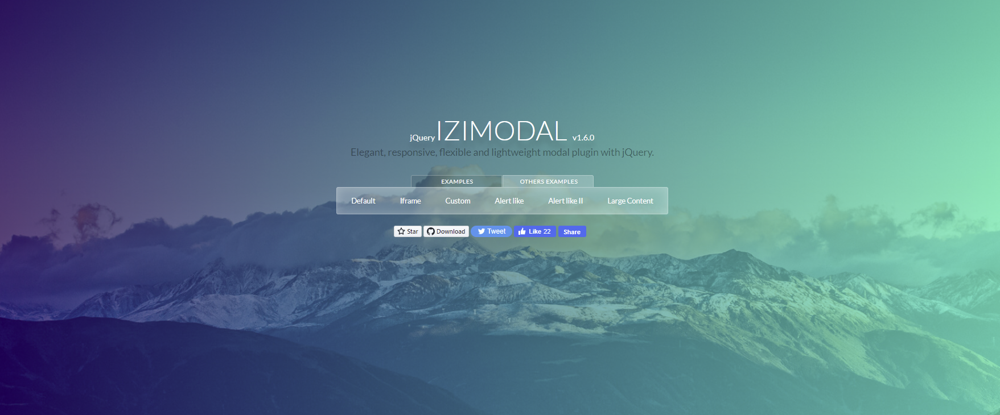 jQuery IZIMODAL v1.6.0
Elegant, responsive, flexible and lightweight modal plugin with jQuery.
EXAMPLES OTHERS EXAMPLES
Default Iframe Custom Alert like Alert like II Large Content
Star Download Tweet Like 22 Share